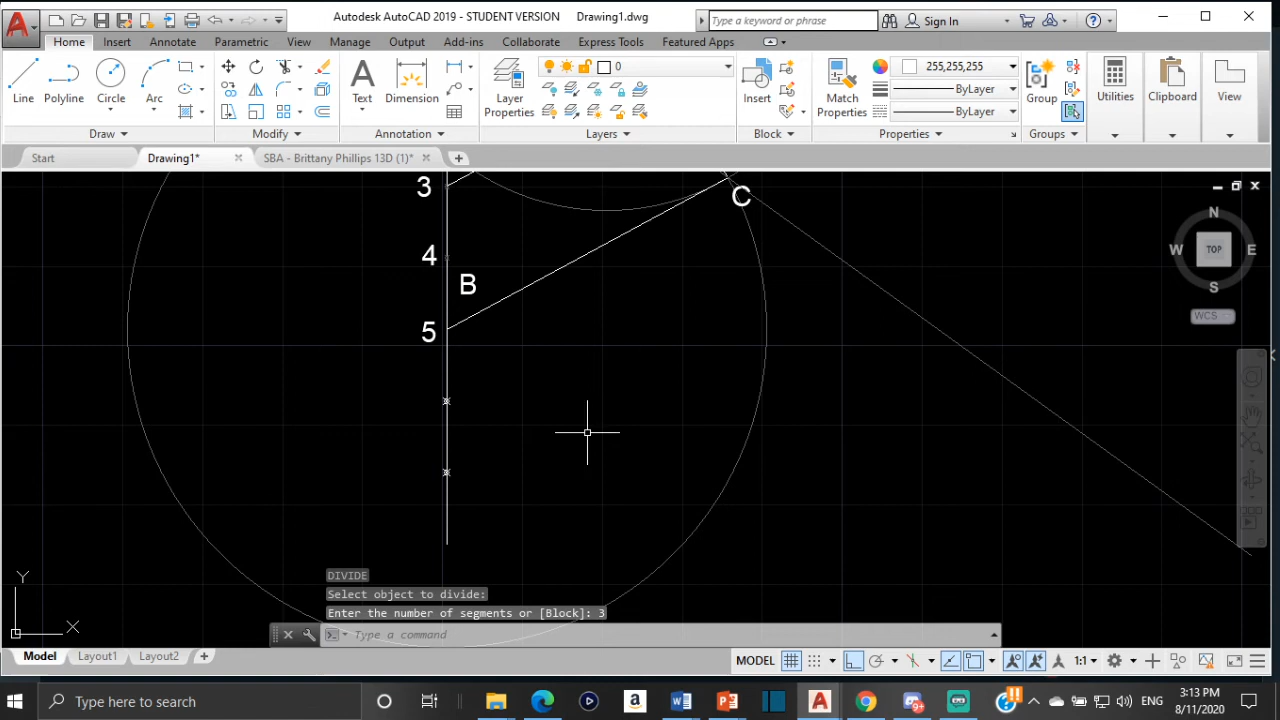 Autodesk AutoCAD 2019 - STUDENT VERSION Drawing1.dwg
Type a keyword or phrase
Sign In
Home Insert Annotate Parametric View Manage Output Add-ins Collaborate Express Tools Featured Apps
0
255,255,255
ByLayer
ByLayer
Line Polyline Circle Arc
Text Dimension
Layer Properties
Insert
Match Properties
Group
Utilities
Clipboard
View
Draw Modify Annotation Layers Block Properties Groups
Start
Drawing1*
SBA - Brittany Phillips 13D (1)*
3
C
4
B
5
N
W TOP E
S
WCS
Y
X
DIVIDE
Select object to divide:
Enter the number of segments or [Block]: 3
Type a command
Model Layout1 Layout2
MODEL
1:1
Type here to search
ENG
3:13 PM
8/11/2020